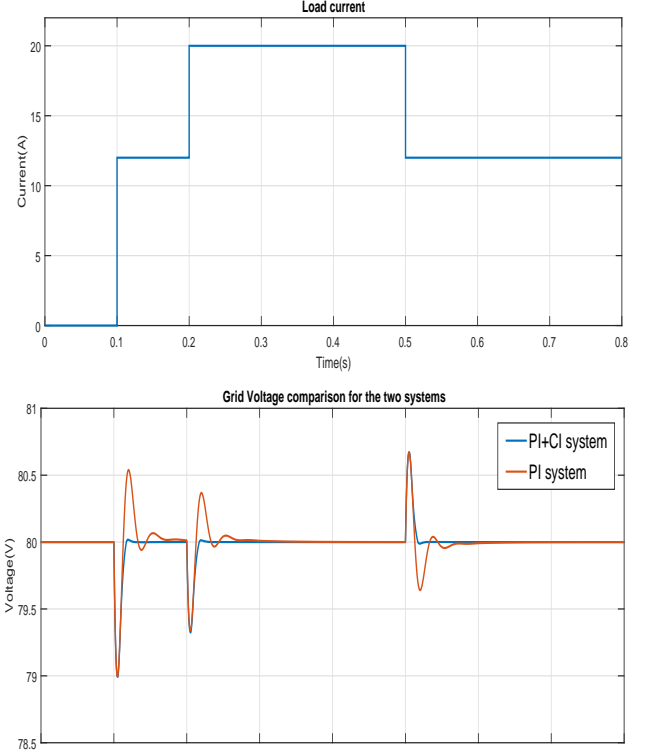 Load current
20
15
10
5
0
Current(A)
0 0.1 0.2 0.3 0.4 0.5 0.6 0.7 0.8
Time(s)
Grid Voltage comparison for the two systems
81
80.5
80
79.5
79
78.5
Voltage(V)
PI+CI system
PI system